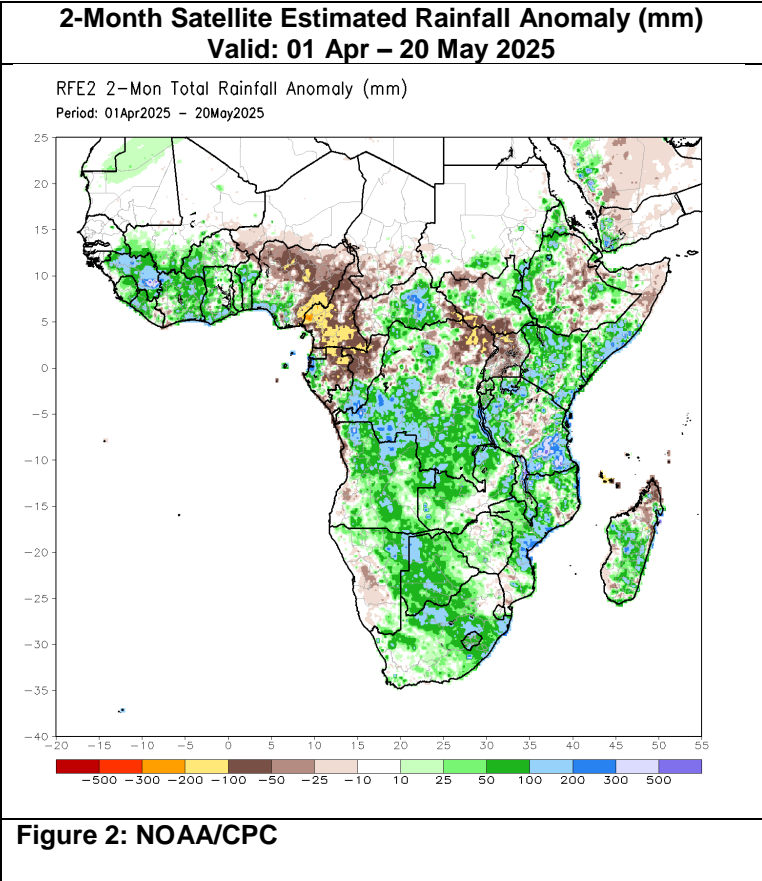 2-Month Satellite Estimated Rainfall Anomaly (mm)
Valid: 01 Apr – 20 May 2025
RFE2 2-Mon Total Rainfall Anomaly (mm)
Period: 01Apr2025 - 20May2025
25
20
15
10
5
0
-5
-10
-15
-20
-25
-30
-35
-40
-20 -15 -10 -5 0 5 10 15 20 25 30 35 40 45 50 55
-500 -300 -200 -100 -50 -25 -10 10 25 50 100 200 300 500
Figure 2: NOAA/CPC